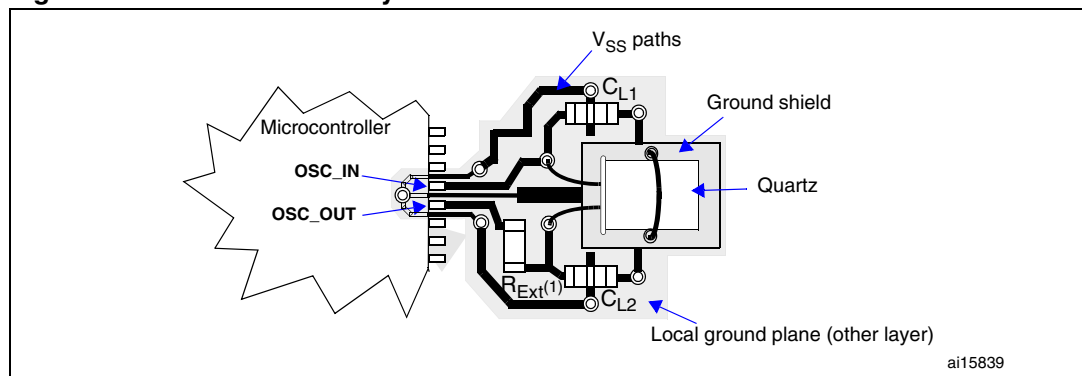 V_SS paths
C_L1
Ground shield
Microcontroller
OSC_IN
Quartz
OSC_OUT
R_Ext(1)
C_L2
Local ground plane (other layer)
ai15839